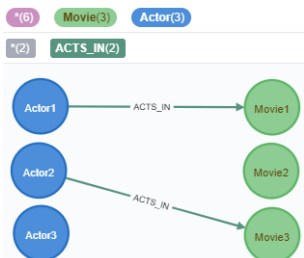 *(6) Movie(3) Actor(3)
*(2) ACTS_IN(2)
Actor1 ACTS_IN Movie1
Actor2 Movie2
ACTS_IN
Actor3 Movie3